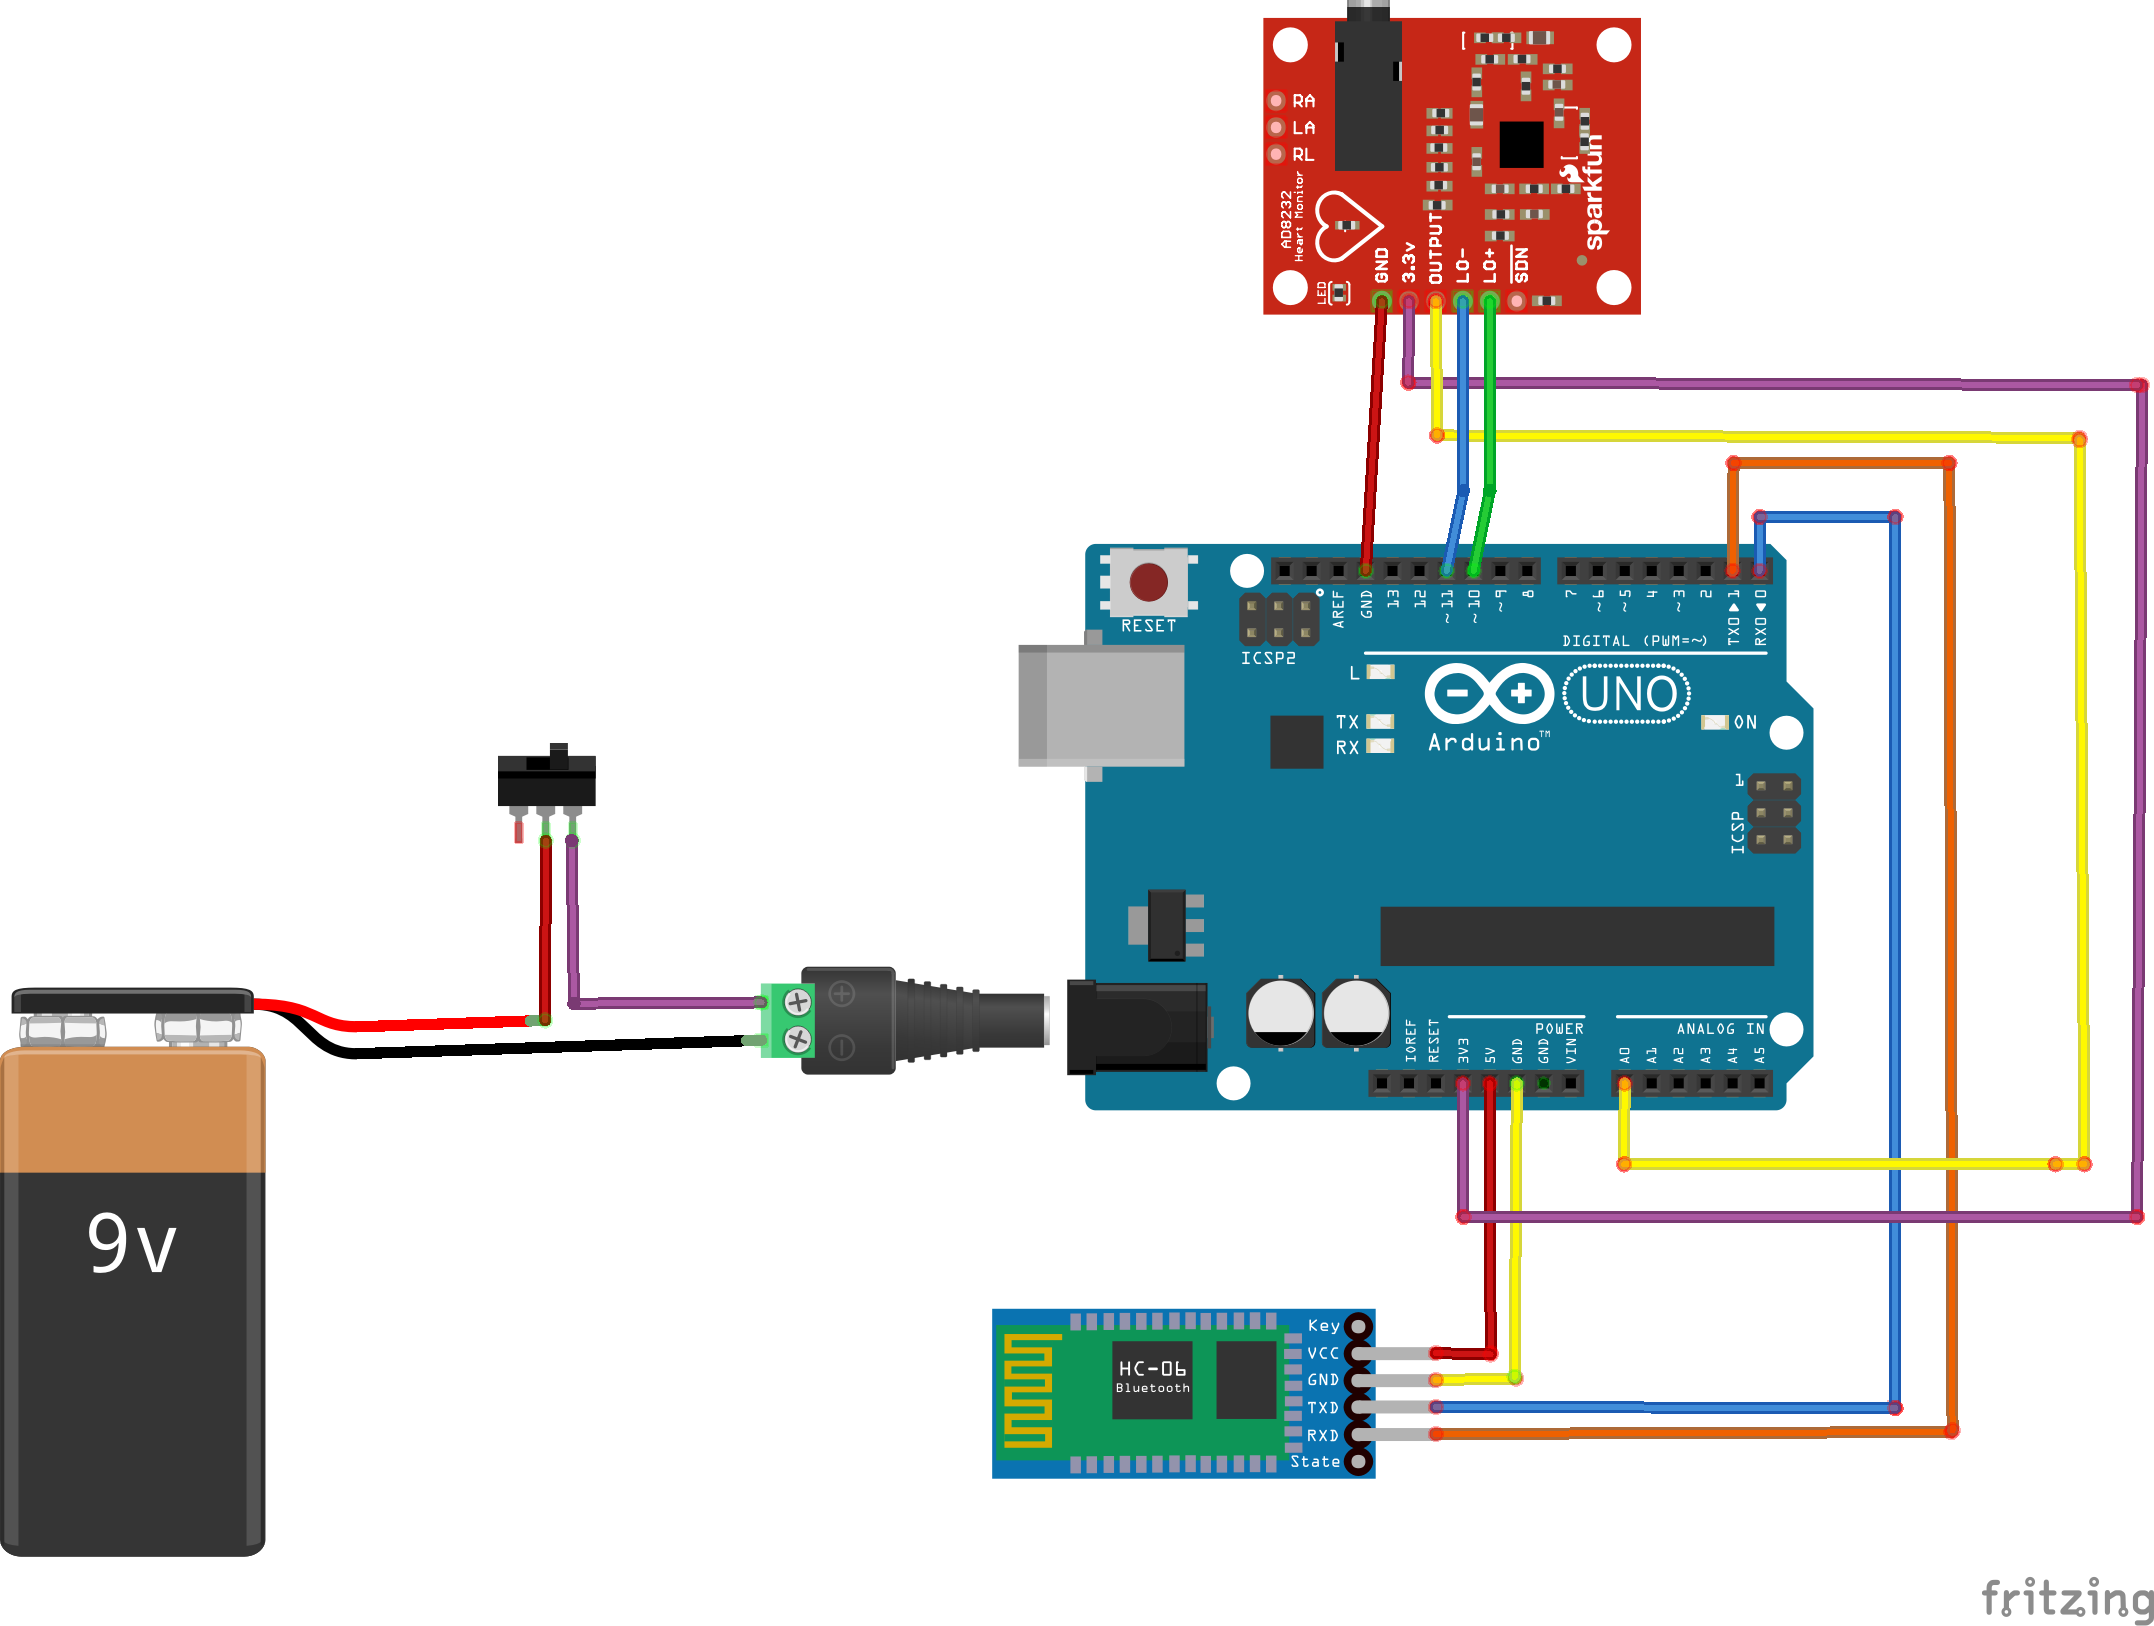 RA
LA
RL
AD8232
Heart Monitor
LED
GND
3.3v
OUTPUT
LO-
LO+
SDN
sparkfun
RESET
ICSP2
AREF
GND
13
12
~11
~10
~9
8
7
~6
~5
4
~3
2
TX0▶1
RX0◀0
DIGITAL (PWM=~)
L
TX
RX
Arduino™
UNO
ON
1
ICSP
POWER
ANALOG IN
IOREF
RESET
3V3
5V
GND
GND
VIN
A0
A1
A2
A3
A4
A5
9v
HC-06
Bluetooth
Key
VCC
GND
TXD
RXD
State
fritzing